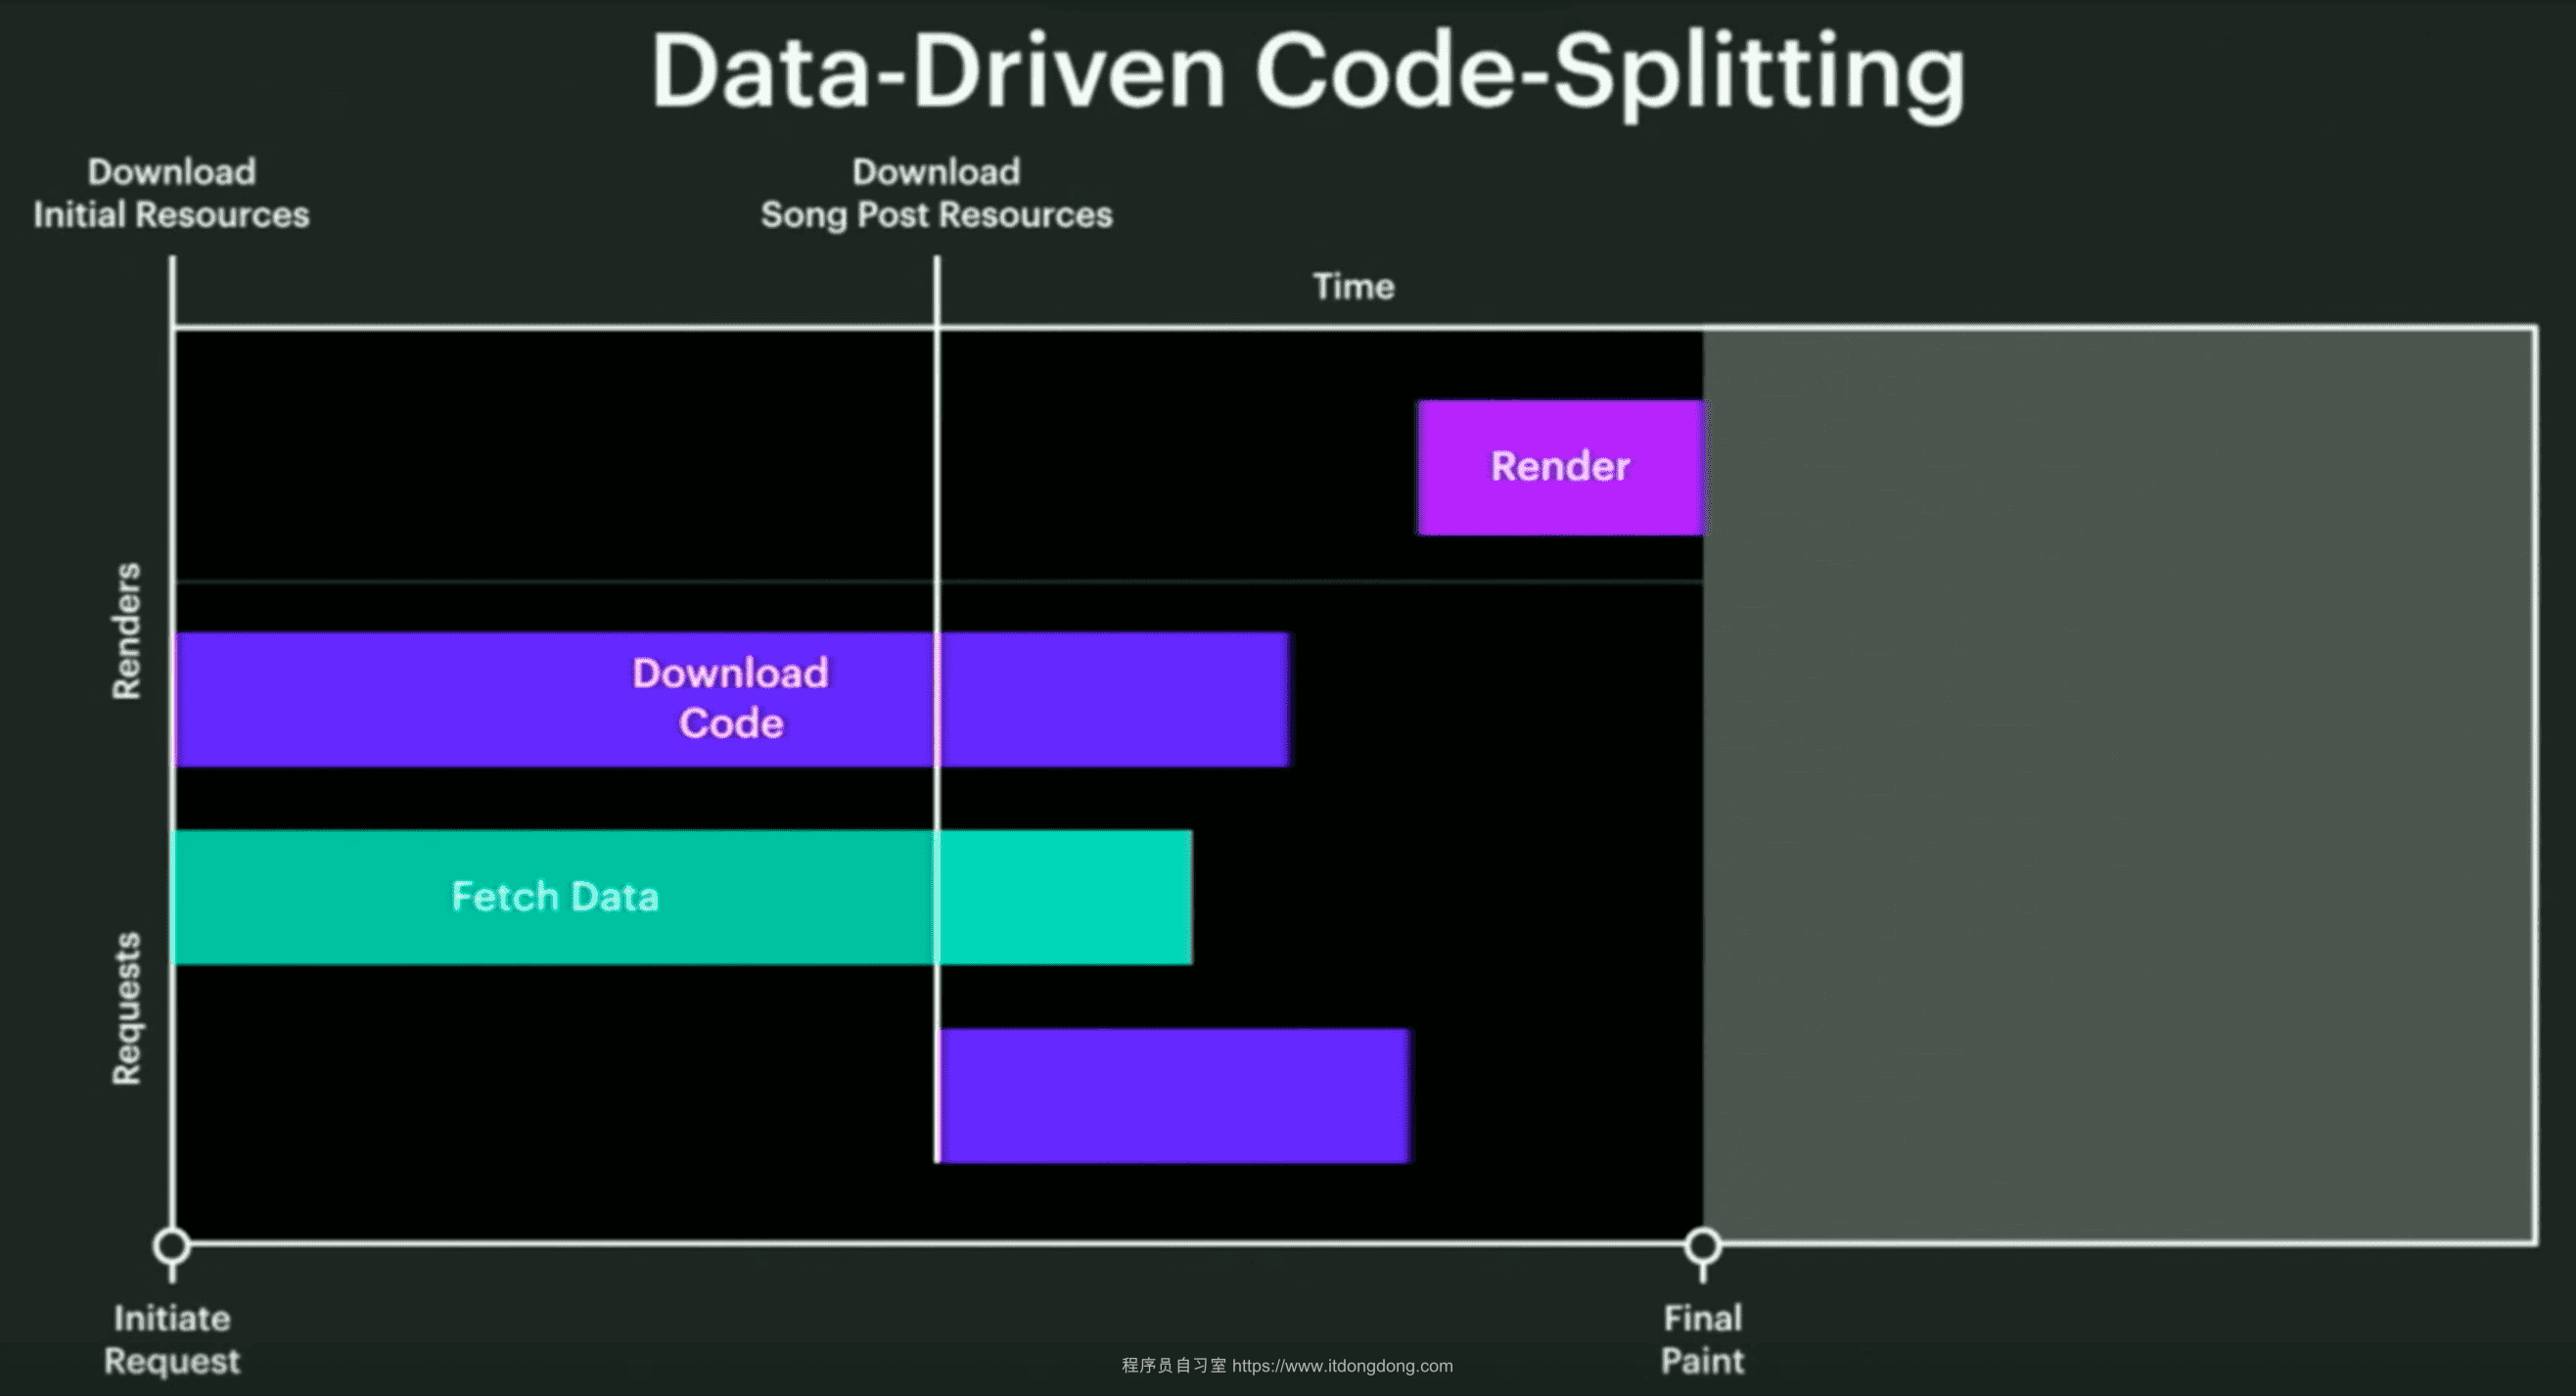 Data-Driven Code-Splitting
Download
Initial Resources
Download
Song Post Resources
Time
Render
Renders
Download
Code
Fetch Data
Requests
Initiate
Request
Final
Paint
程序员自习室 https://www.itdongdong.com